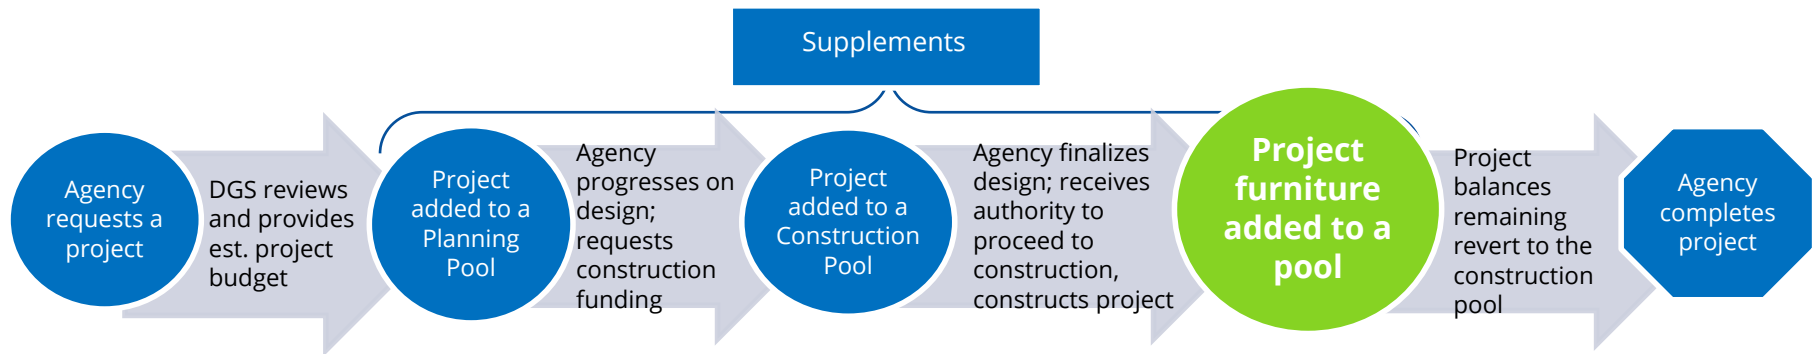 Supplements
Agency
requests a
project
DGS reviews
and provides
est. project
budget
Project
added to a
Planning
Pool
Agency
progresses on
design;
requests
construction
funding
Project
added to a
Construction
Pool
Agency finalizes
design; receives
authority to
proceed to
construction,
constructs project
Project
furniture
added to a
pool
Project
balances
remaining
revert to the
construction
pool
Agency
completes
project